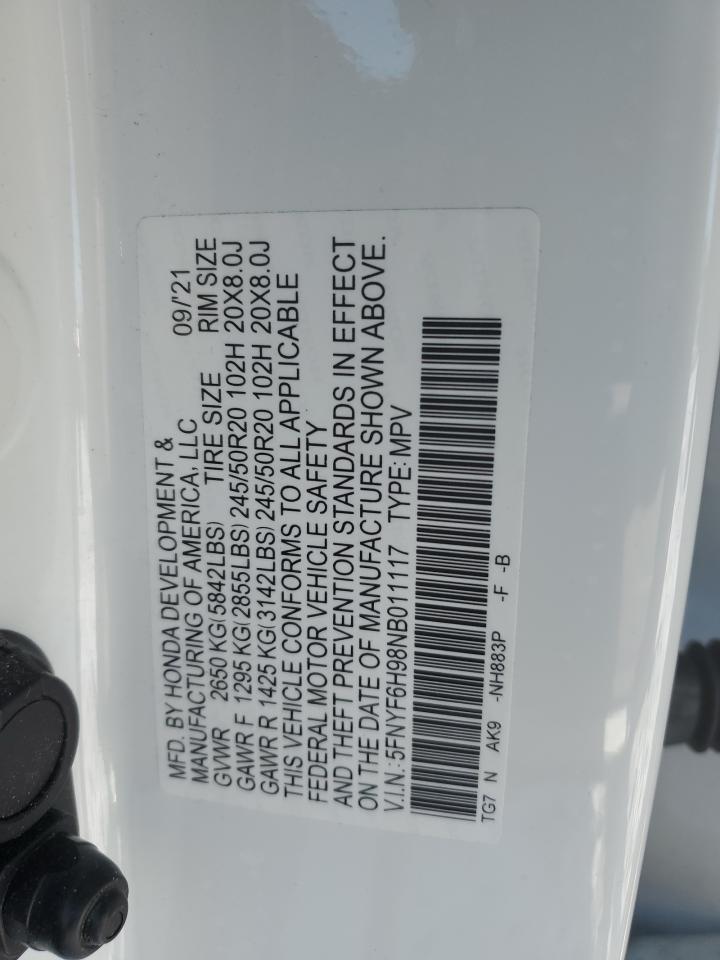 MFD. BY HONDA DEVELOPMENT &
MANUFACTURING OF AMERICA, LLC 09/'21
GVWR 2650 KG(5842LBS) TIRE SIZE RIM SIZE
GAWR F 1295 KG(2855LBS) 245/50R20 102H 20X8.0J
GAWR R 1425 KG(3142LBS) 245/50R20 102H 20X8.0J
THIS VEHICLE CONFORMS TO ALL APPLICABLE
FEDERAL MOTOR VEHICLE SAFETY
AND THEFT PREVENTION STANDARDS IN EFFECT
ON THE DATE OF MANUFACTURE SHOWN ABOVE.
V.I.N.:5FNYF6H98NB011117 TYPE: MPV
TG7 N AK9 -NH883P -F -B